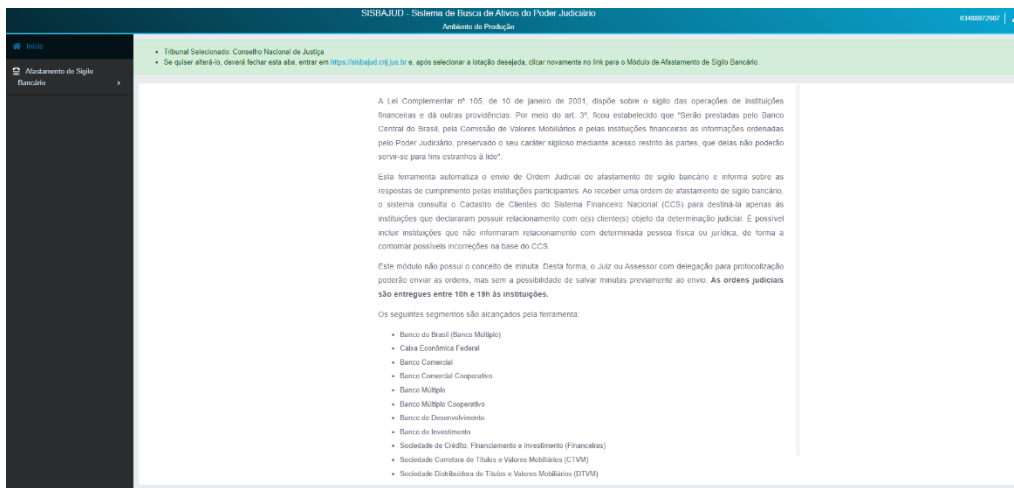 SISBAJUD - Sistema de Busca de Ativos do Poder Judiciário
Ambiente de Produção
03488972607
Início
Afastamento de Sigilo
Bancário
Tribunal Selecionado: Conselho Nacional de Justiça
Se quiser alterá-lo, deverá fechar esta aba, entrar em https://sisbajud.cnj.jus.br e, após selecionar a lotação desejada, clicar novamente no link para o Módulo de Afastamento de Sigilo Bancário.
A Lei Complementar nº 105, de 10 de janeiro de 2001, dispõe sobre o sigilo das operações de instituições
financeiras e dá outras providências. Por meio do art. 3º, ficou estabelecido que "Serão prestadas pelo Banco
Central do Brasil, pela Comissão de Valores Mobiliários e pelas instituições financeiras as informações ordenadas
pelo Poder Judiciário, preservado o seu caráter sigiloso mediante acesso restrito às partes, que delas não poderão
servir-se para fins estranhos à lide".
Esta ferramenta automatiza o envio de Ordem Judicial de afastamento de sigilo bancário e informa sobre as
respostas de cumprimento pelas instituições participantes. Ao receber uma ordem de afastamento de sigilo bancário,
o sistema consulta o Cadastro de Clientes do Sistema Financeiro Nacional (CCS) para destiná-la apenas às
instituições que declararam possuir relacionamento com o(s) cliente(s) objeto da determinação judicial. É possível
incluir instituições que não informaram relacionamento com determinada pessoa física ou jurídica, de forma a
contornar possíveis incorreções na base do CCS.
Este módulo não possui o conceito de minuta. Desta forma, o Juiz ou Assessor com delegação para protocolização
poderão enviar as ordens, mas sem a possibilidade de salvar minutas previamente ao envio. As ordens judiciais
são entregues entre 10h e 19h às instituições.
Os seguintes segmentos são alcançados pela ferramenta:
Banco do Brasil (Banco Múltiplo)
Caixa Econômica Federal
Banco Comercial
Banco Comercial Cooperativo
Banco Múltiplo
Banco Múltiplo Cooperativo
Banco de Desenvolvimento
Banco de Investimento
Sociedade de Crédito, Financiamento e Investimento (Financeiras)
Sociedade Corretora de Títulos e Valores Mobiliários (CTVM)
Sociedade Distribuidora de Títulos e Valores Mobiliários (DTVM)